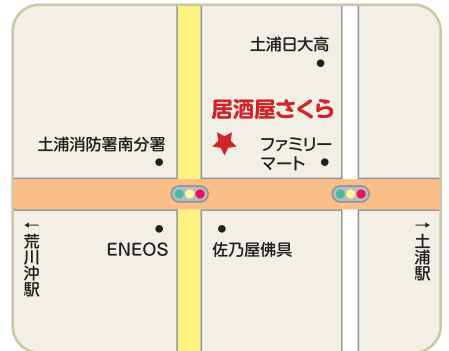 土浦日大高
居酒屋さくら
土浦消防署南分署
ファミリー
マート
ENEOS
佐乃屋佛具
←荒川沖駅
→土浦駅